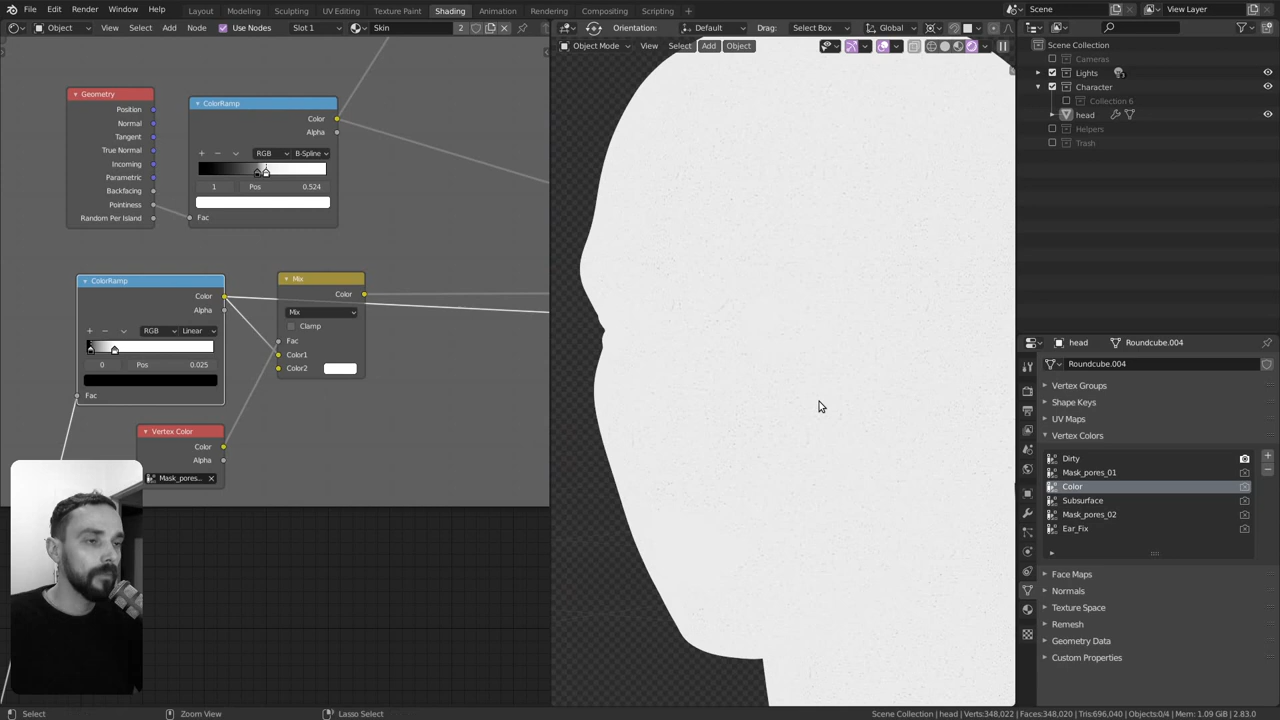 File Edit Render Window Help
Layout Modeling Sculpting UV Editing Texture Paint Shading Animation Rendering Compositing Scripting
Scene
View Layer
Object View Select Add Node Use Nodes Slot 1 Skin 2
Orientation: Default Drag: Select Box Global
Object Mode View Select Add Object
Geometry
Position
Normal
Tangent
True Normal
Incoming
Parametric
Backfacing
Pointiness
Random Per Island
ColorRamp
Color
Alpha
RGB B-Spline
1 Pos 0.524
Fac
ColorRamp
Color
Alpha
RGB Linear
0 Pos 0.025
Fac
Mix
Color
Mix
Clamp
Fac
Color1
Color2
Vertex Color
Color
Alpha
Mask_pores...
Scene Collection
Cameras
Lights 3
Character
Collection 6
head
Helpers
Trash
head Roundcube.004
Roundcube.004
Vertex Groups
Shape Keys
UV Maps
Vertex Colors
Dirty
Mask_pores_01
Color
Subsurface
Mask_pores_02
Ear_Fix
Face Maps
Normals
Texture Space
Remesh
Geometry Data
Custom Properties
Select Zoom View Lasso Select
Scene Collection | head | Verts:348,022 | Faces:348,020 | Tris:696,040 | Objects:0/4 | Mem: 1.09 GiB | 2.83.0